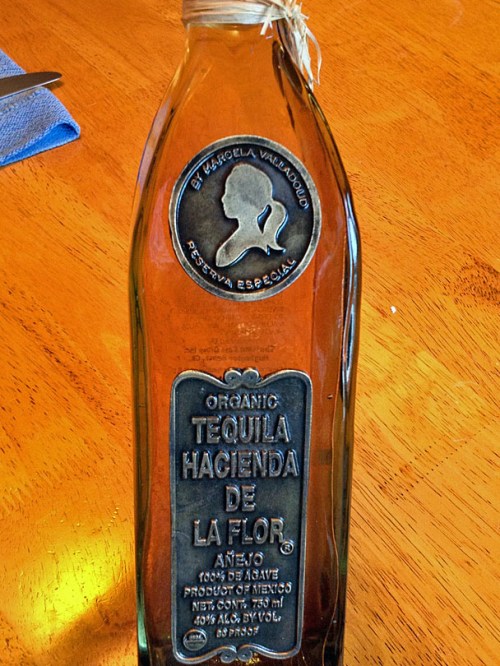 BY MARCELA VALLADOLID
RESERVA ESPECIAL
ORGANIC
TEQUILA
HACIENDA
DE
LA FLOR®
AÑEJO
100% DE AGAVE
PRODUCT OF MEXICO
NET. CONT. 750 ml
40% ALC. BY VOL.
80 PROOF